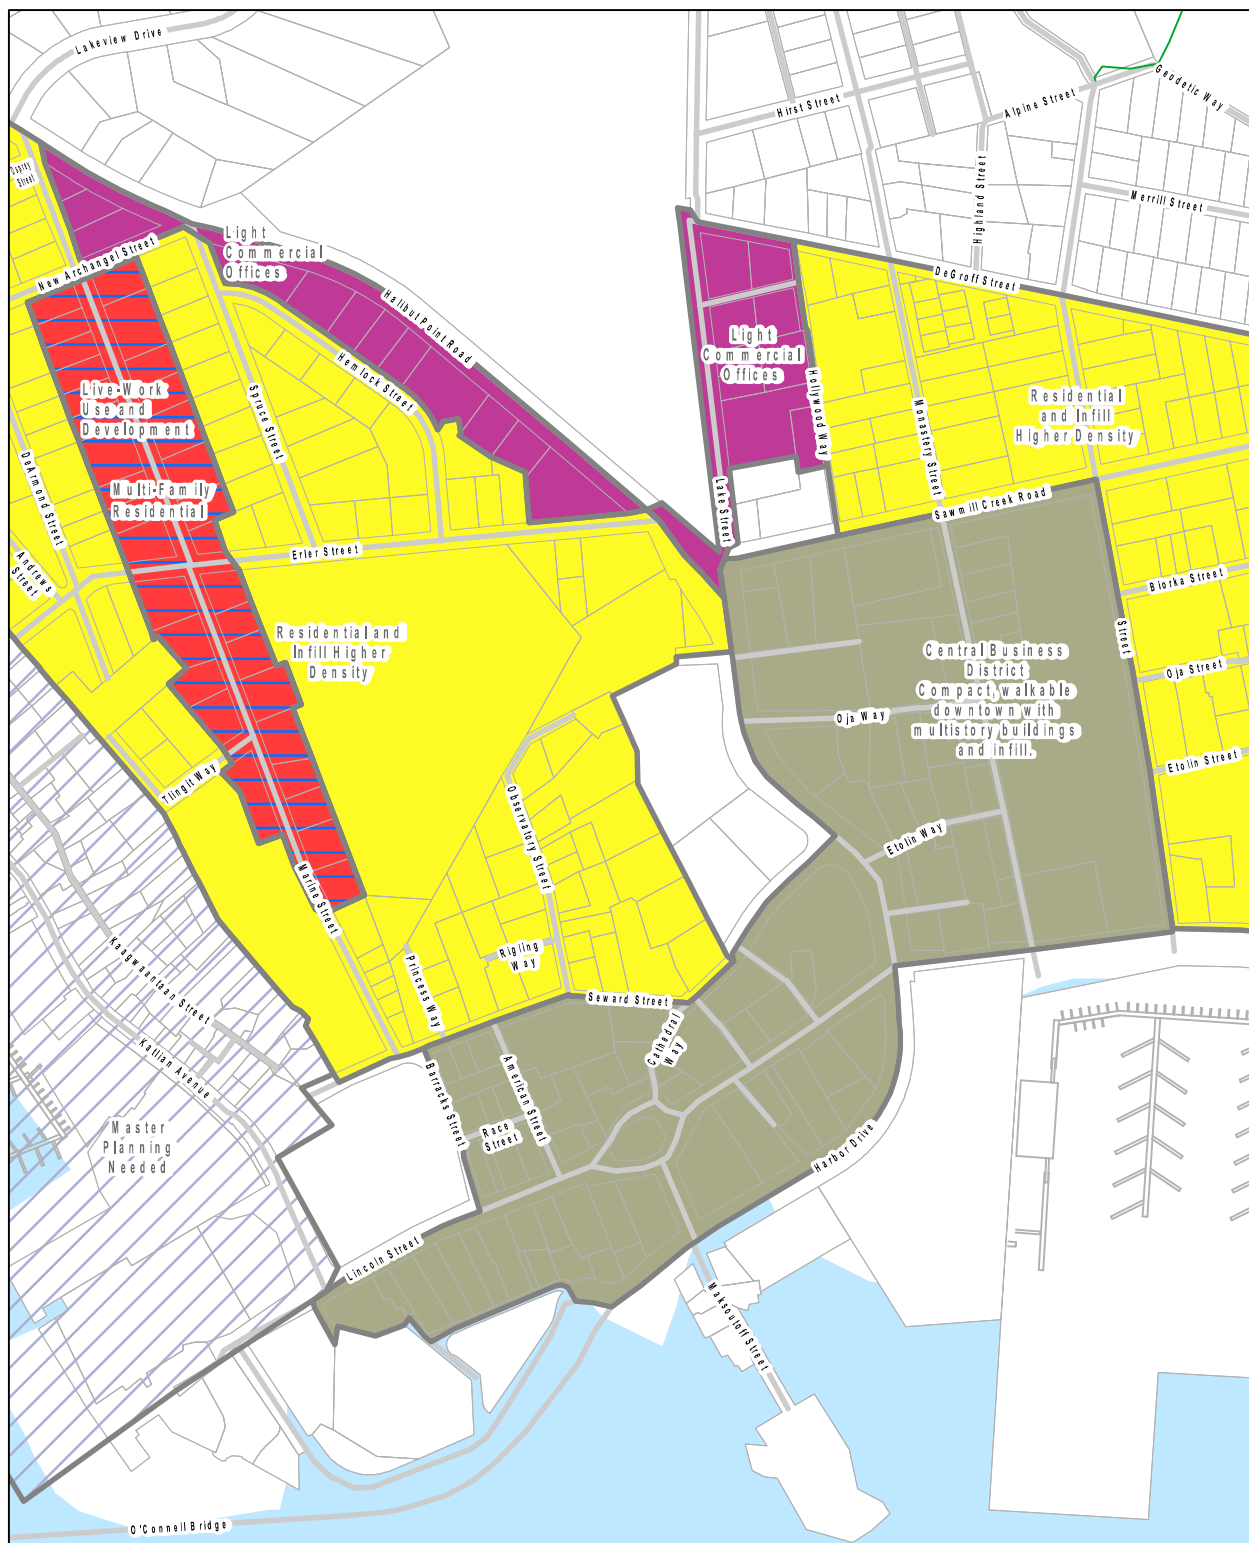 Lakeview Drive
Geodetic Way
Hirst Street
Alpine Street
Osprey
Street
Highland Street
Merrill Street
New Archangel Street
Light
Commercial
Offices
DeGroff Street
Halibut Point Road
Hemlock Street
Light
Commercial
Offices
Hollywood Way
Live-Work
Use and
Development
Spruce Street
Monastery Street
Residential
and Infill
Higher Density
DeArmond Street
Multi-Family
Residential
Lake Street
Sawmill Creek Road
Andrews
Street
Erler Street
Biorka Street
Street
Residential and
Infill Higher
Density
Central Business
District
Compact, walkable
downtown with
multistory buildings
and infill.
Oja Street
Oja Way
Tlingit Way
Observatory Street
Etolin Street
Etolin Way
Marine Street
Kaagwaantaan Street
Princess Way
Rigling
Way
Seward Street
Cathedral
Way
Katlian Avenue
Barracks Street
American Street
Race
Street
Master
Planning
Needed
Harbor Drive
Lincoln Street
Maksoutoff Street
O'Connell Bridge